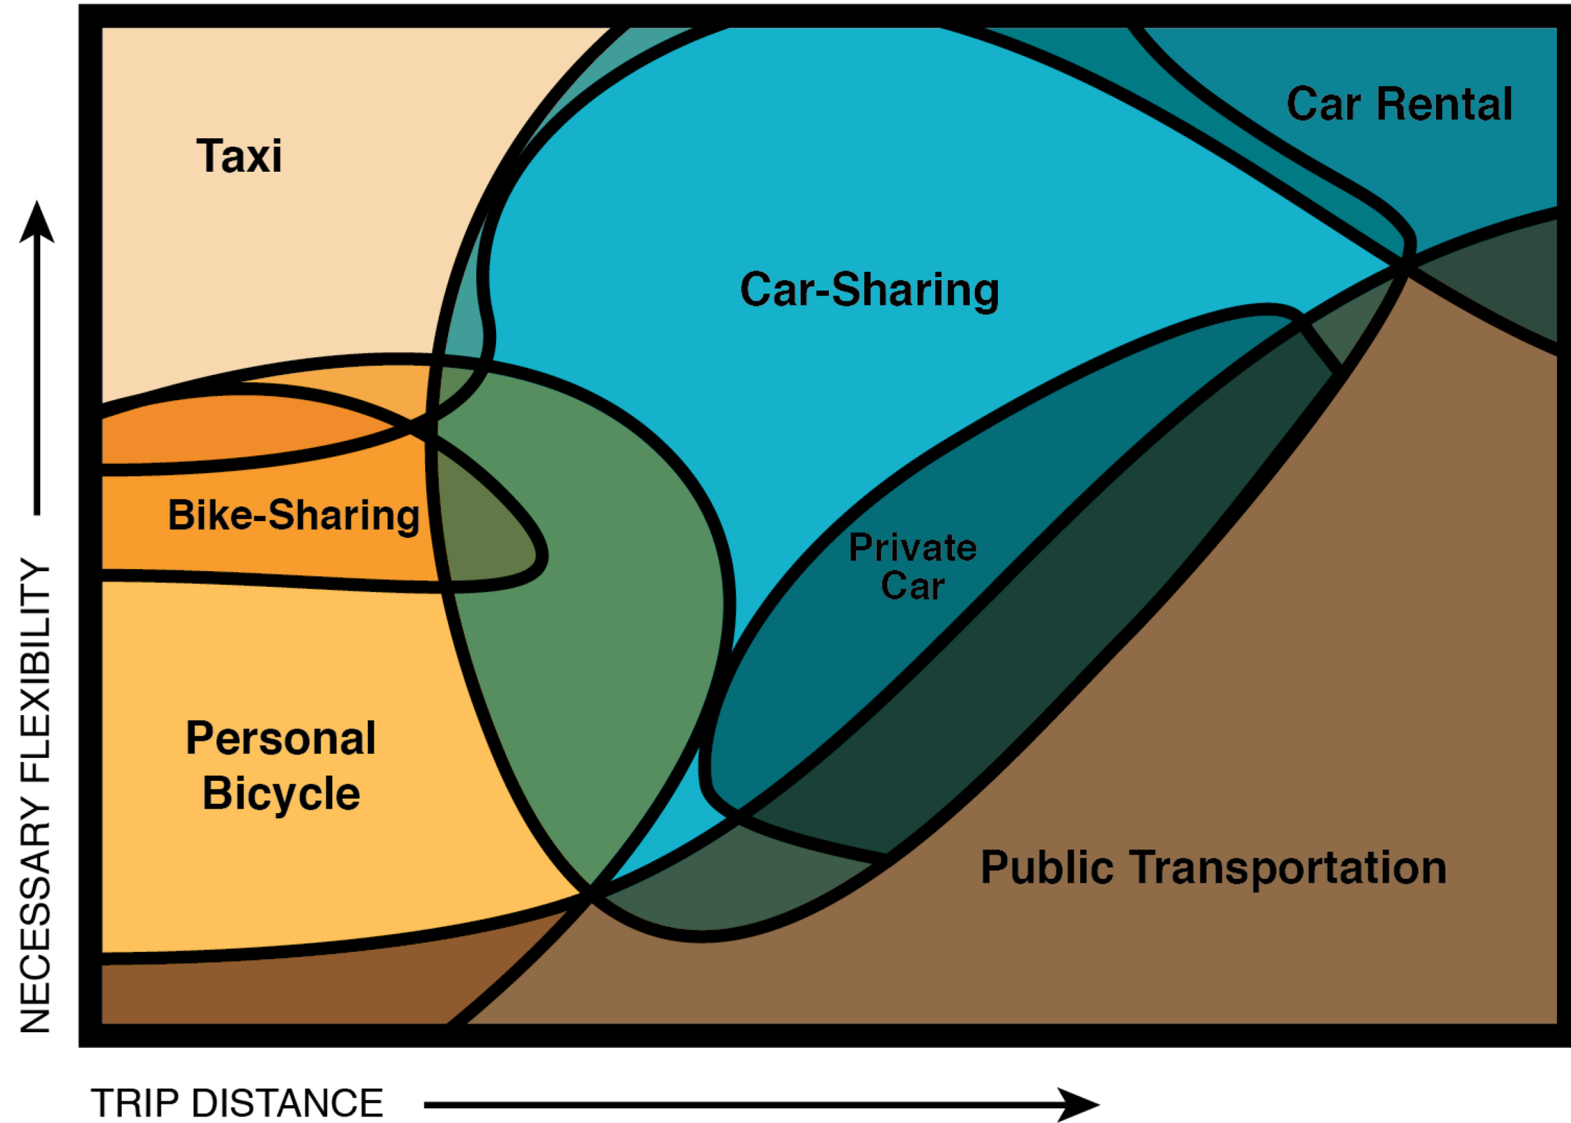 Car Rental
Taxi
Car-Sharing
Bike-Sharing
Private
Car
Personal
Bicycle
Public Transportation
NECESSARY FLEXIBILITY
TRIP DISTANCE